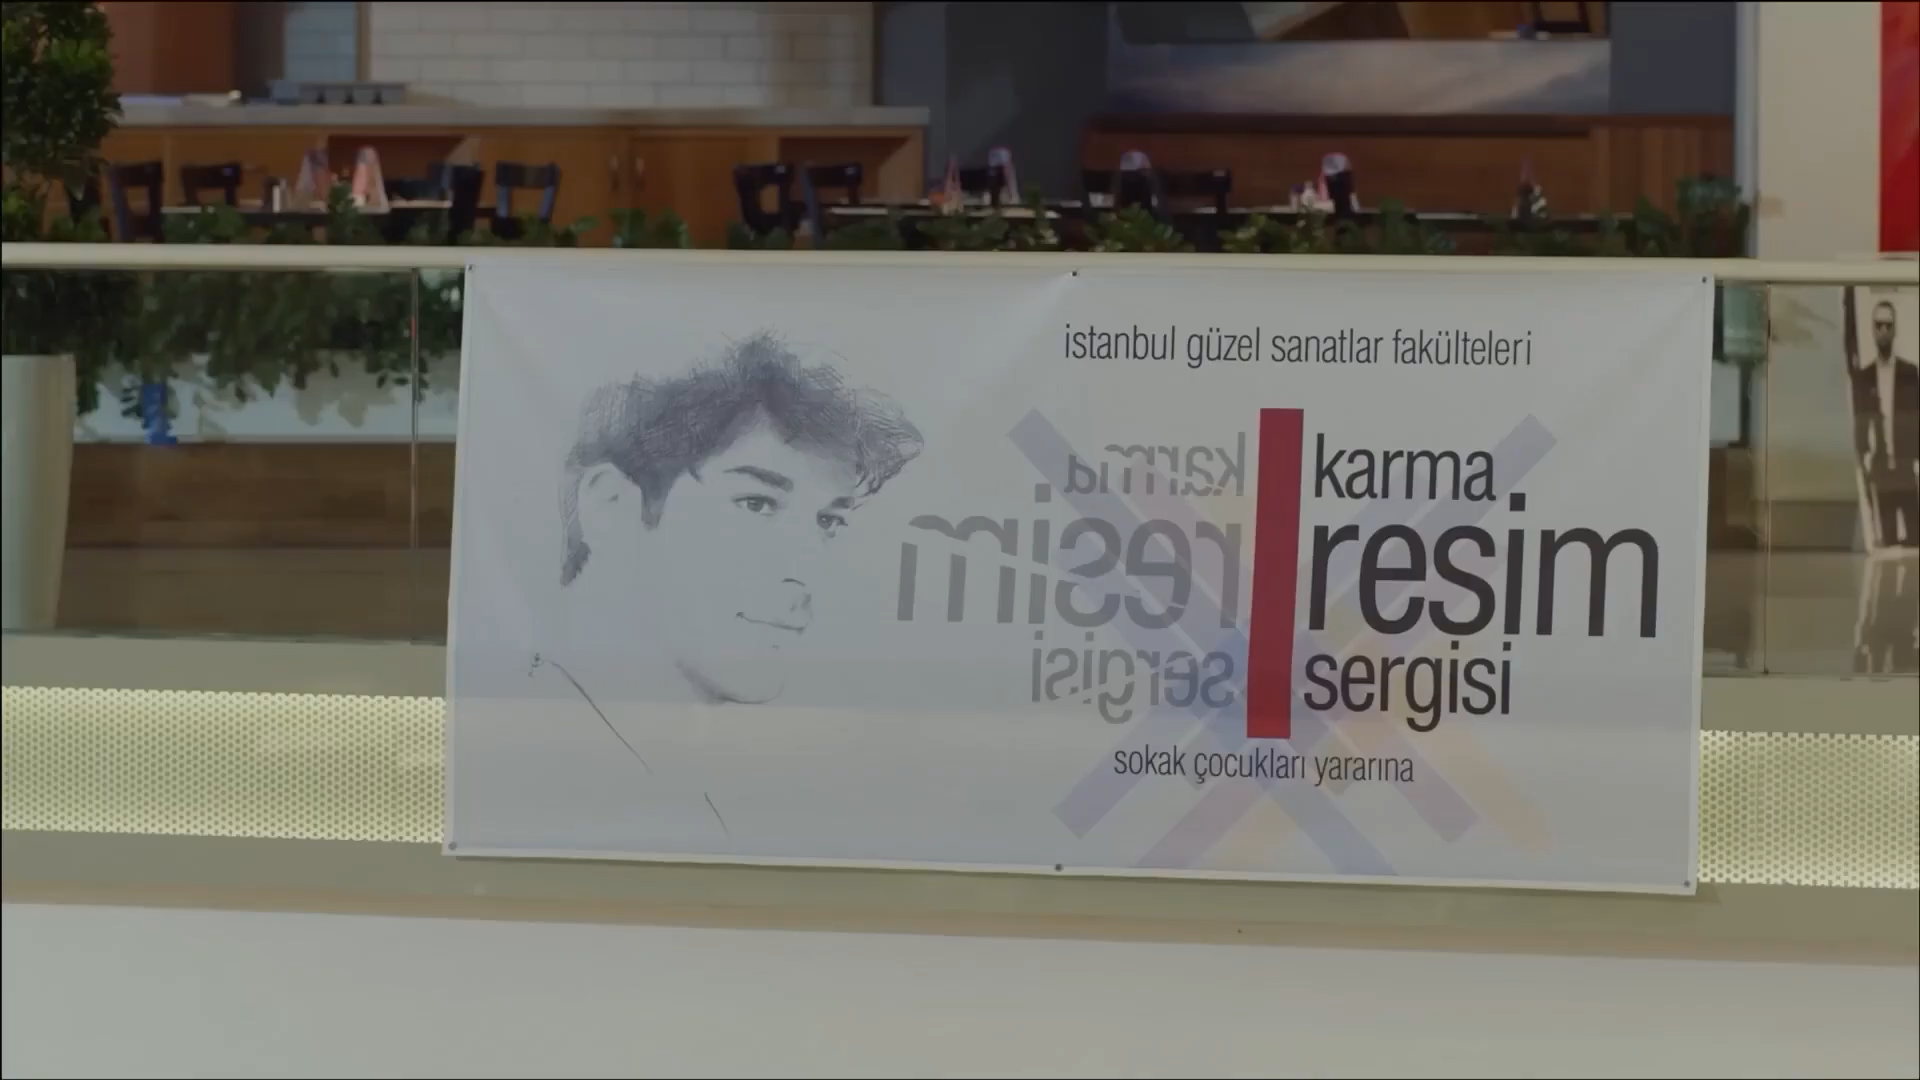 istanbul güzel sanatlar fakülteleri
karma karma
resim resim
sergisi sergisi
sokak çocukları yararına